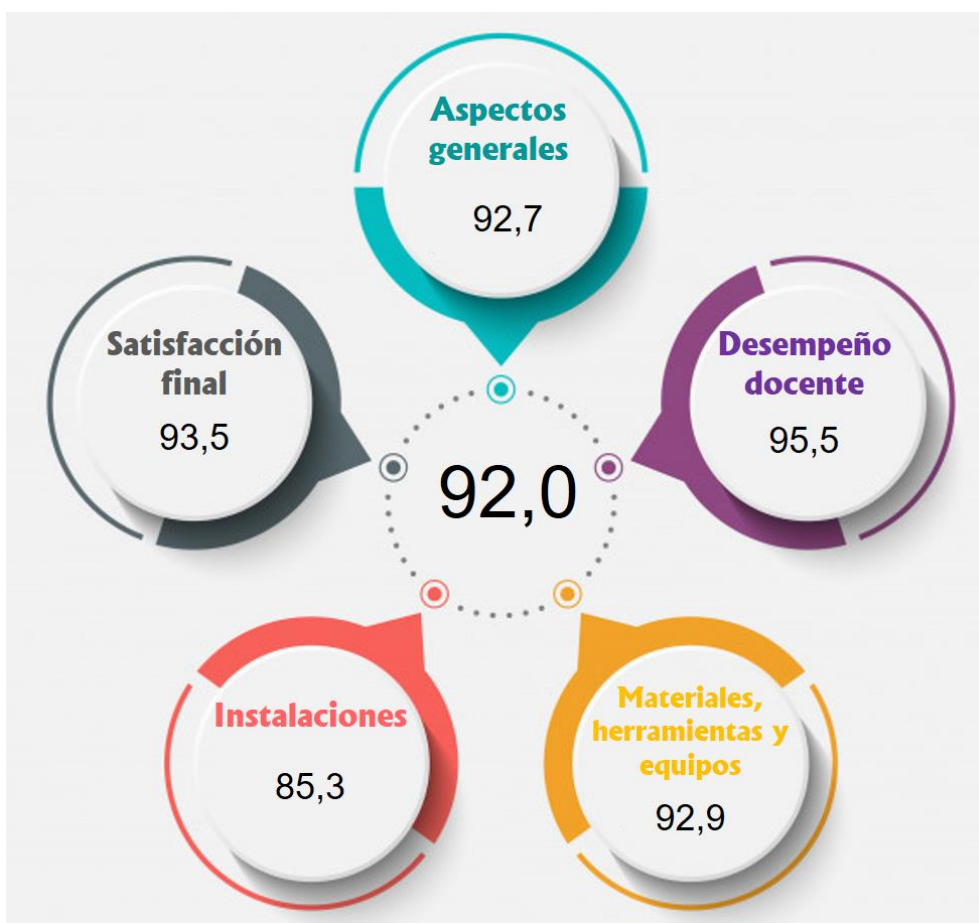 Aspectos
generales
92,7
Satisfacción
final
93,5
Desempeño
docente
95,5
92,0
Instalaciones
85,3
Materiales,
herramientas y
equipos
92,9